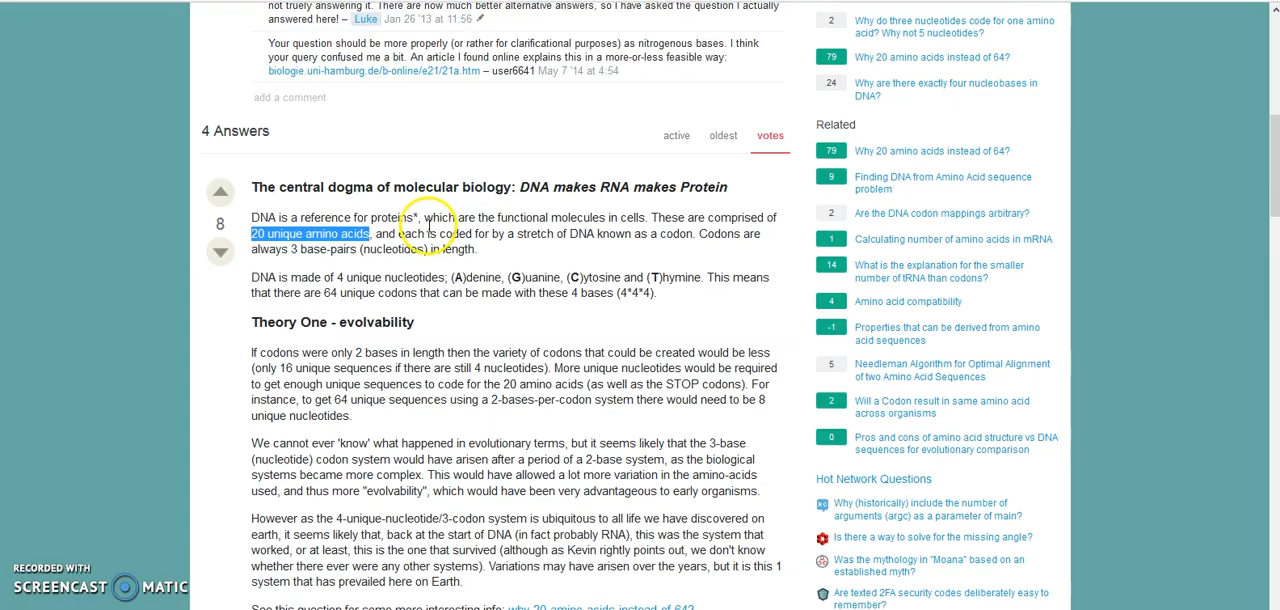 not truely answering it. There are now much better alternative answers, so I have asked the question I actually
answered here! – Luke Jan 26 '13 at 11:56
Your question should be more properly (or rather for clarificational purposes) as nitrogenous bases. I think
your query confused me a bit. An article I found online explains this in a more-or-less feasible way:
biologie.uni-hamburg.de/b-online/e21/21a.htm – user6641 May 7 '14 at 4:54
add a comment
4 Answers
active oldest votes
8
The central dogma of molecular biology: DNA makes RNA makes Protein
DNA is a reference for proteins*, which are the functional molecules in cells. These are comprised of
20 unique amino acids, and each is coded for by a stretch of DNA known as a codon. Codons are
always 3 base-pairs (nucleotides) in length.
DNA is made of 4 unique nucleotides; (A)denine, (G)uanine, (C)ytosine and (T)hymine. This means
that there are 64 unique codons that can be made with these 4 bases (4*4*4).
Theory One - evolvability
If codons were only 2 bases in length then the variety of codons that could be created would be less
(only 16 unique sequences if there are still 4 nucleotides). More unique nucleotides would be required
to get enough unique sequences to code for the 20 amino acids (as well as the STOP codons). For
instance, to get 64 unique sequences using a 2-bases-per-codon system there would need to be 8
unique nucleotides.
We cannot ever 'know' what happened in evolutionary terms, but it seems likely that the 3-base
(nucleotide) codon system would have arisen after a period of a 2-base system, as the biological
systems became more complex. This would have allowed a lot more variation in the amino-acids
used, and thus more "evolvability", which would have been very advantageous to early organisms.
However as the 4-unique-nucleotide/3-codon system is ubiquitous to all life we have discovered on
earth, it seems likely that, back at the start of DNA (in fact probably RNA), this was the system that
worked, or at least, this is the one that survived (although as Kevin rightly points out, we don't know
whether there ever were any other systems). Variations may have arisen over the years, but it is this 1
system that has prevailed here on Earth.
See this question for some more interesting info: why 20 amino acids instead of 64?
2 Why do three nucleotides code for one amino
acid? Why not 5 nucleotides?
79 Why 20 amino acids instead of 64?
24 Why are there exactly four nucleobases in
DNA?
Related
79 Why 20 amino acids instead of 64?
9 Finding DNA from Amino Acid sequence
problem
2 Are the DNA codon mappings arbitrary?
1 Calculating number of amino acids in mRNA
14 What is the explanation for the smaller
number of tRNA than codons?
4 Amino acid compatibility
-1 Properties that can be derived from amino
acid sequences
5 Needleman Algorithm for Optimal Alignment
of two Amino Acid Sequences
2 Will a Codon result in same amino acid
across organisms
0 Pros and cons of amino acid structure vs DNA
sequences for evolutionary comparison
Hot Network Questions
Why (historically) include the number of
arguments (argc) as a parameter of main?
Is there a way to solve for the missing angle?
Was the mythology in "Moana" based on an
established myth?
Are texted 2FA security codes deliberately easy to
remember?
RECORDED WITH
SCREENCAST MATIC